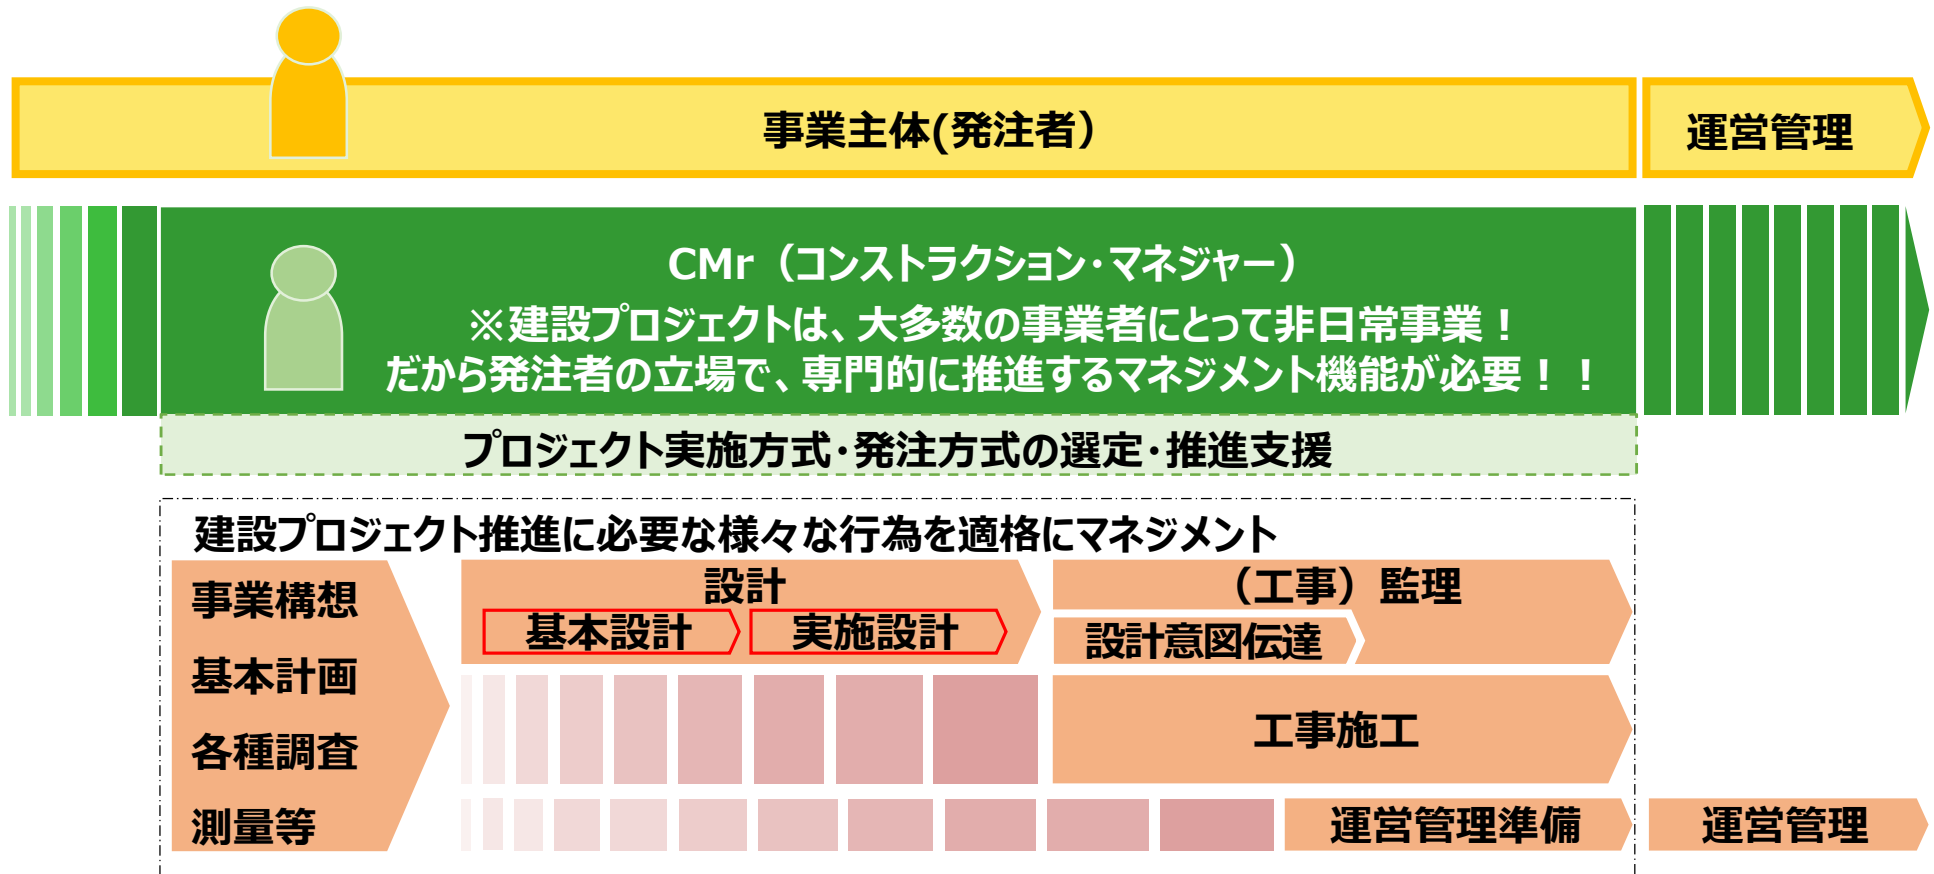 事業主体(発注者）
運営管理
CMr（コンストラクション・マネジャー）
※建設プロジェクトは、大多数の事業者にとって非日常事業！
だから発注者の立場で、専門的に推進するマネジメント機能が必要！！
プロジェクト実施方式・発注方式の選定・推進支援
建設プロジェクト推進に必要な様々な行為を適格にマネジメント
事業構想
基本計画
各種調査
測量等
設計
基本設計
実施設計
（工事）監理
設計意図伝達
工事施工
運営管理準備
運営管理